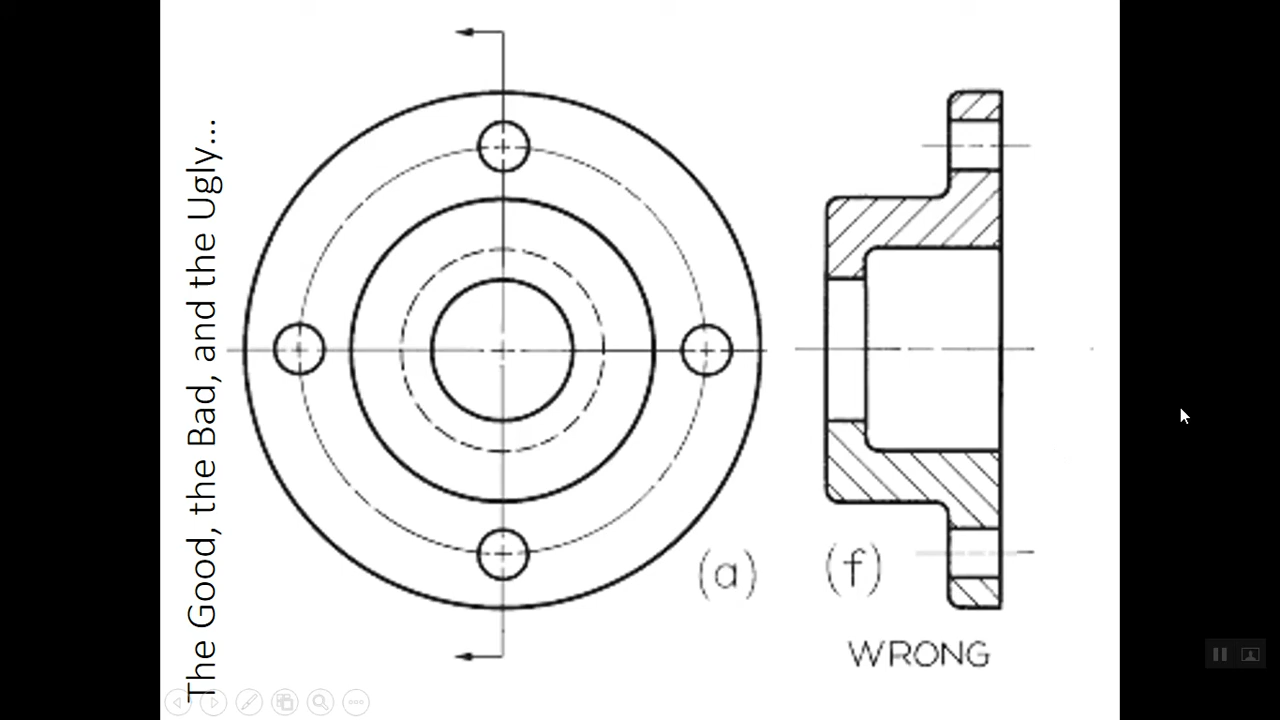 The Good, the Bad, and the Ugly...
(a)
(f)
WRONG